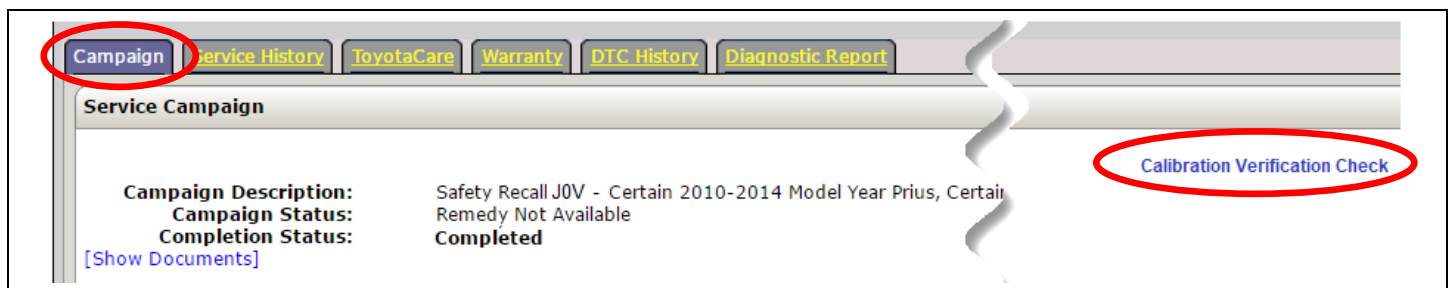 Campaign Service History ToyotaCare Warranty DTC History Diagnostic Report
Service Campaign
Calibration Verification Check
Campaign Description: Safety Recall J0V - Certain 2010-2014 Model Year Prius, Certain
Campaign Status: Remedy Not Available
Completion Status: Completed
[Show Documents]